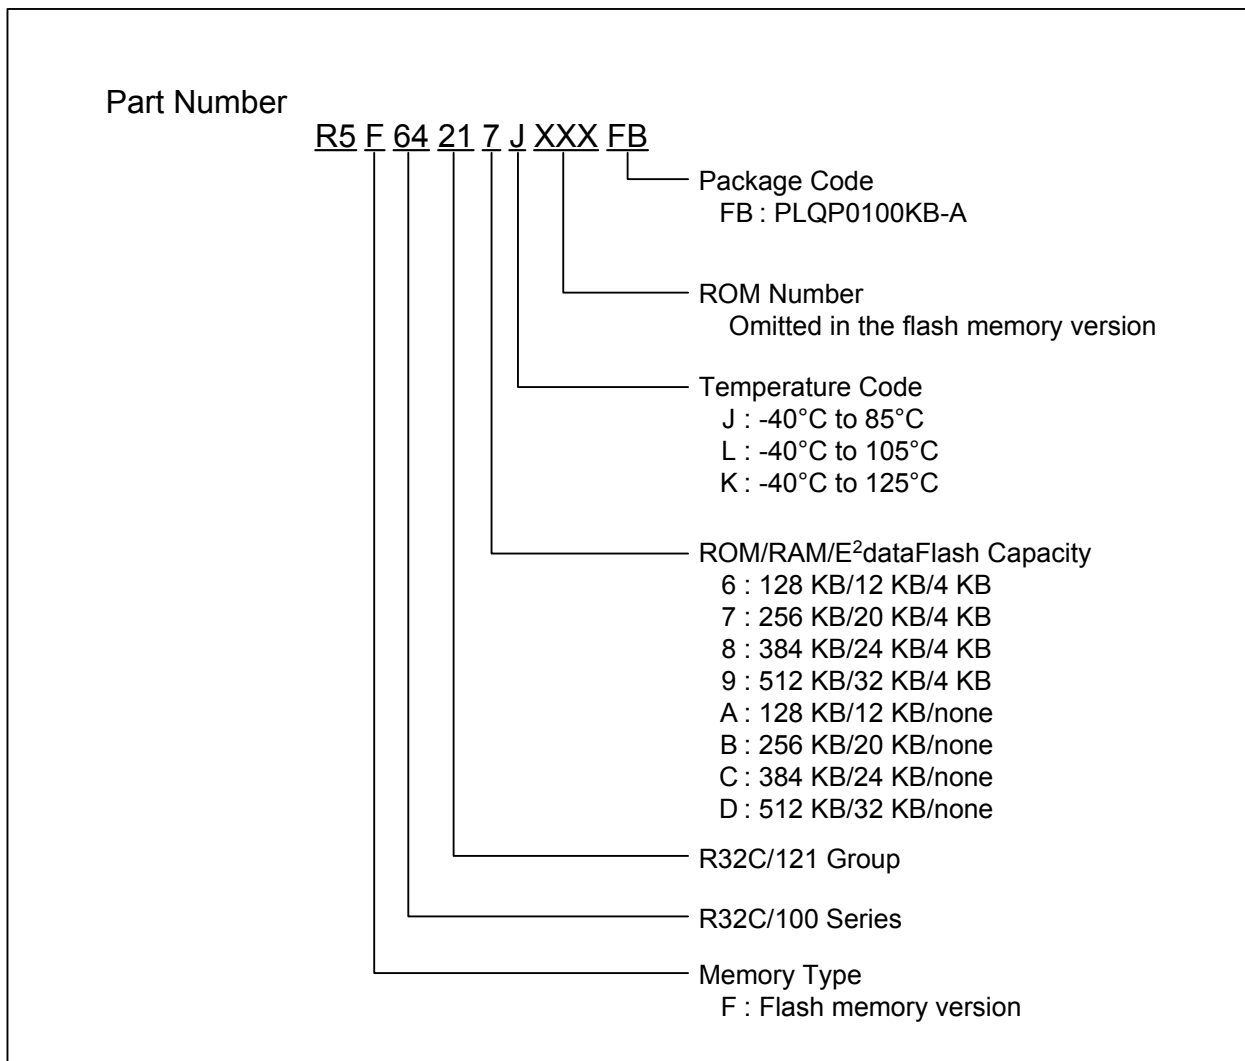 Part Number
R5 F 64 21 7 J XXX FB
Package Code
FB : PLQP0100KB-A
ROM Number
Omitted in the flash memory version
Temperature Code
J : -40°C to 85°C
L : -40°C to 105°C
K : -40°C to 125°C
ROM/RAM/E²dataFlash Capacity
6 : 128 KB/12 KB/4 KB
7 : 256 KB/20 KB/4 KB
8 : 384 KB/24 KB/4 KB
9 : 512 KB/32 KB/4 KB
A : 128 KB/12 KB/none
B : 256 KB/20 KB/none
C : 384 KB/24 KB/none
D : 512 KB/32 KB/none
R32C/121 Group
R32C/100 Series
Memory Type
F : Flash memory version